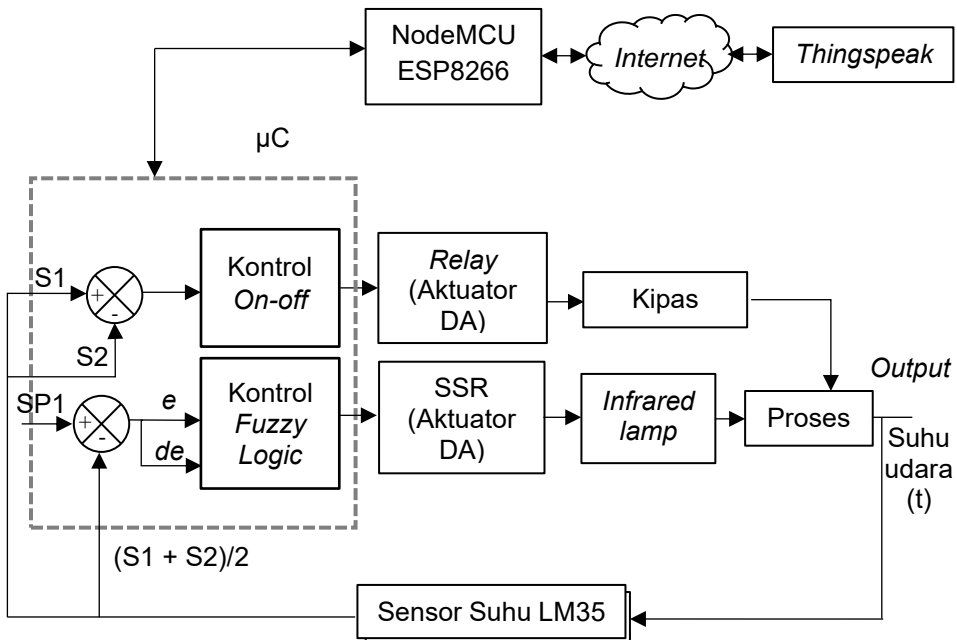 NodeMCU
ESP8266
Internet
Thingspeak
µC
S1
+
-
S2
Kontrol
On-off
Relay
(Aktuator
DA)
Kipas
Output
SP1
+
-
e
de
Kontrol
Fuzzy
Logic
SSR
(Aktuator
DA)
Infrared
lamp
Proses
Suhu
udara
(t)
(S1 + S2)/2
Sensor Suhu LM35